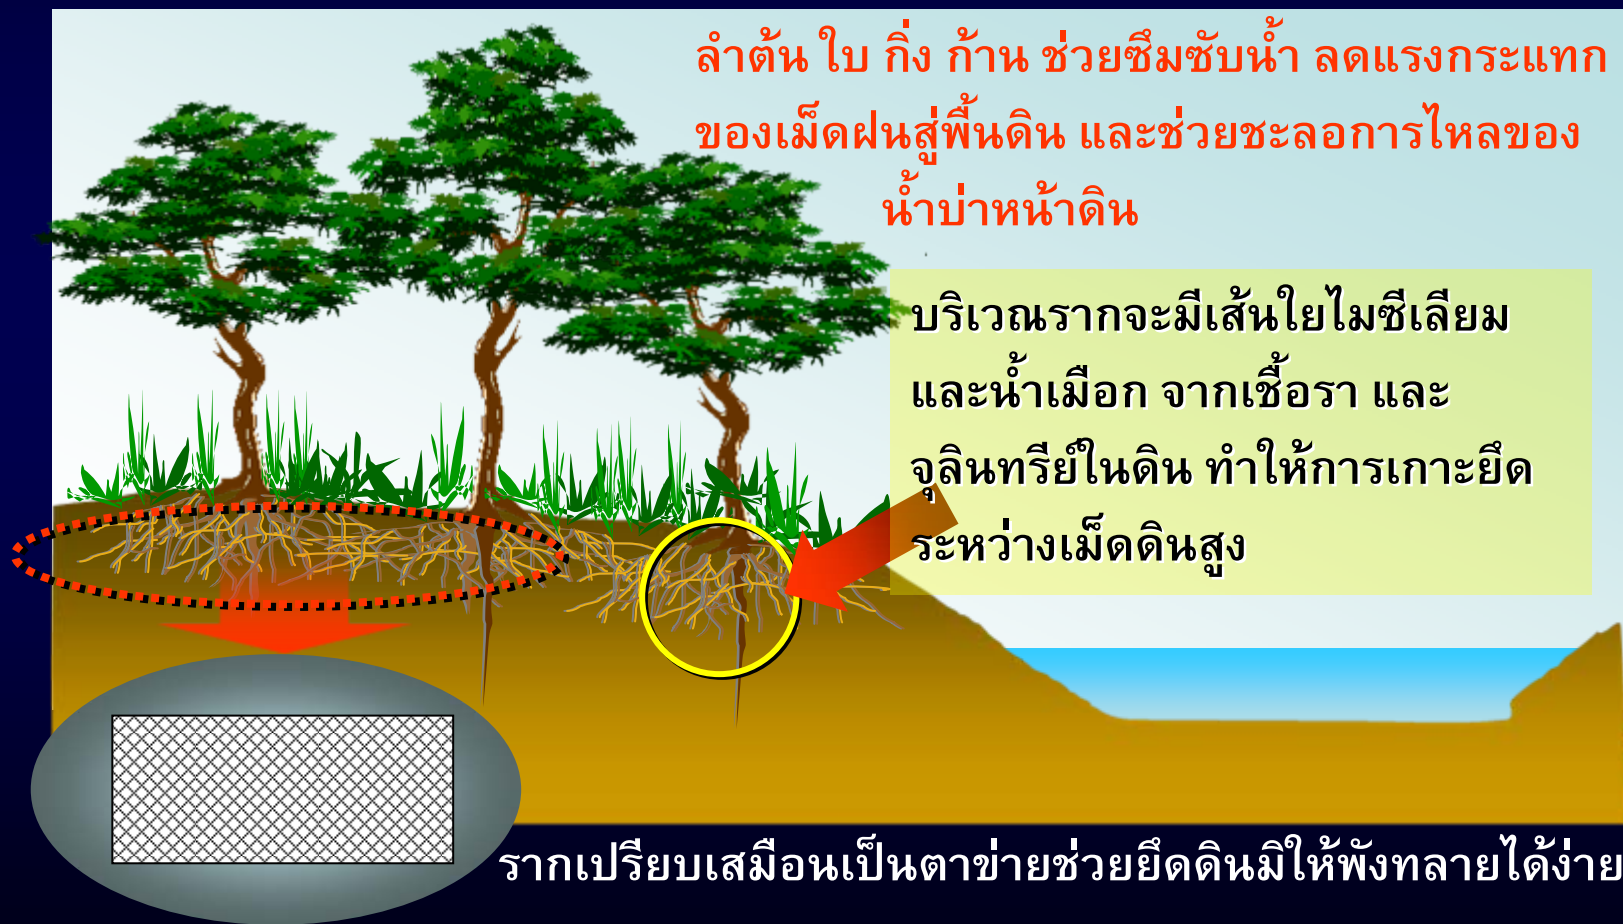 ลำต้น ใบ กิ่ง ก้าน ช่วยซึมซับน้ำ ลดแรงกระแทก
ของเม็ดฝนสู่พื้นดิน และช่วยชะลอการไหลของ
น้ำบ่าหน้าดิน
บริเวณรากจะมีเส้นใยไมซีเลียม
และน้ำเมือก จากเชื้อรา และ
จุลินทรีย์ในดิน ทำให้การเกาะยึด
ระหว่างเม็ดดินสูง
รากเปรียบเสมือนเป็นตาข่ายช่วยยึดดินมิให้พังทลายได้ง่าย